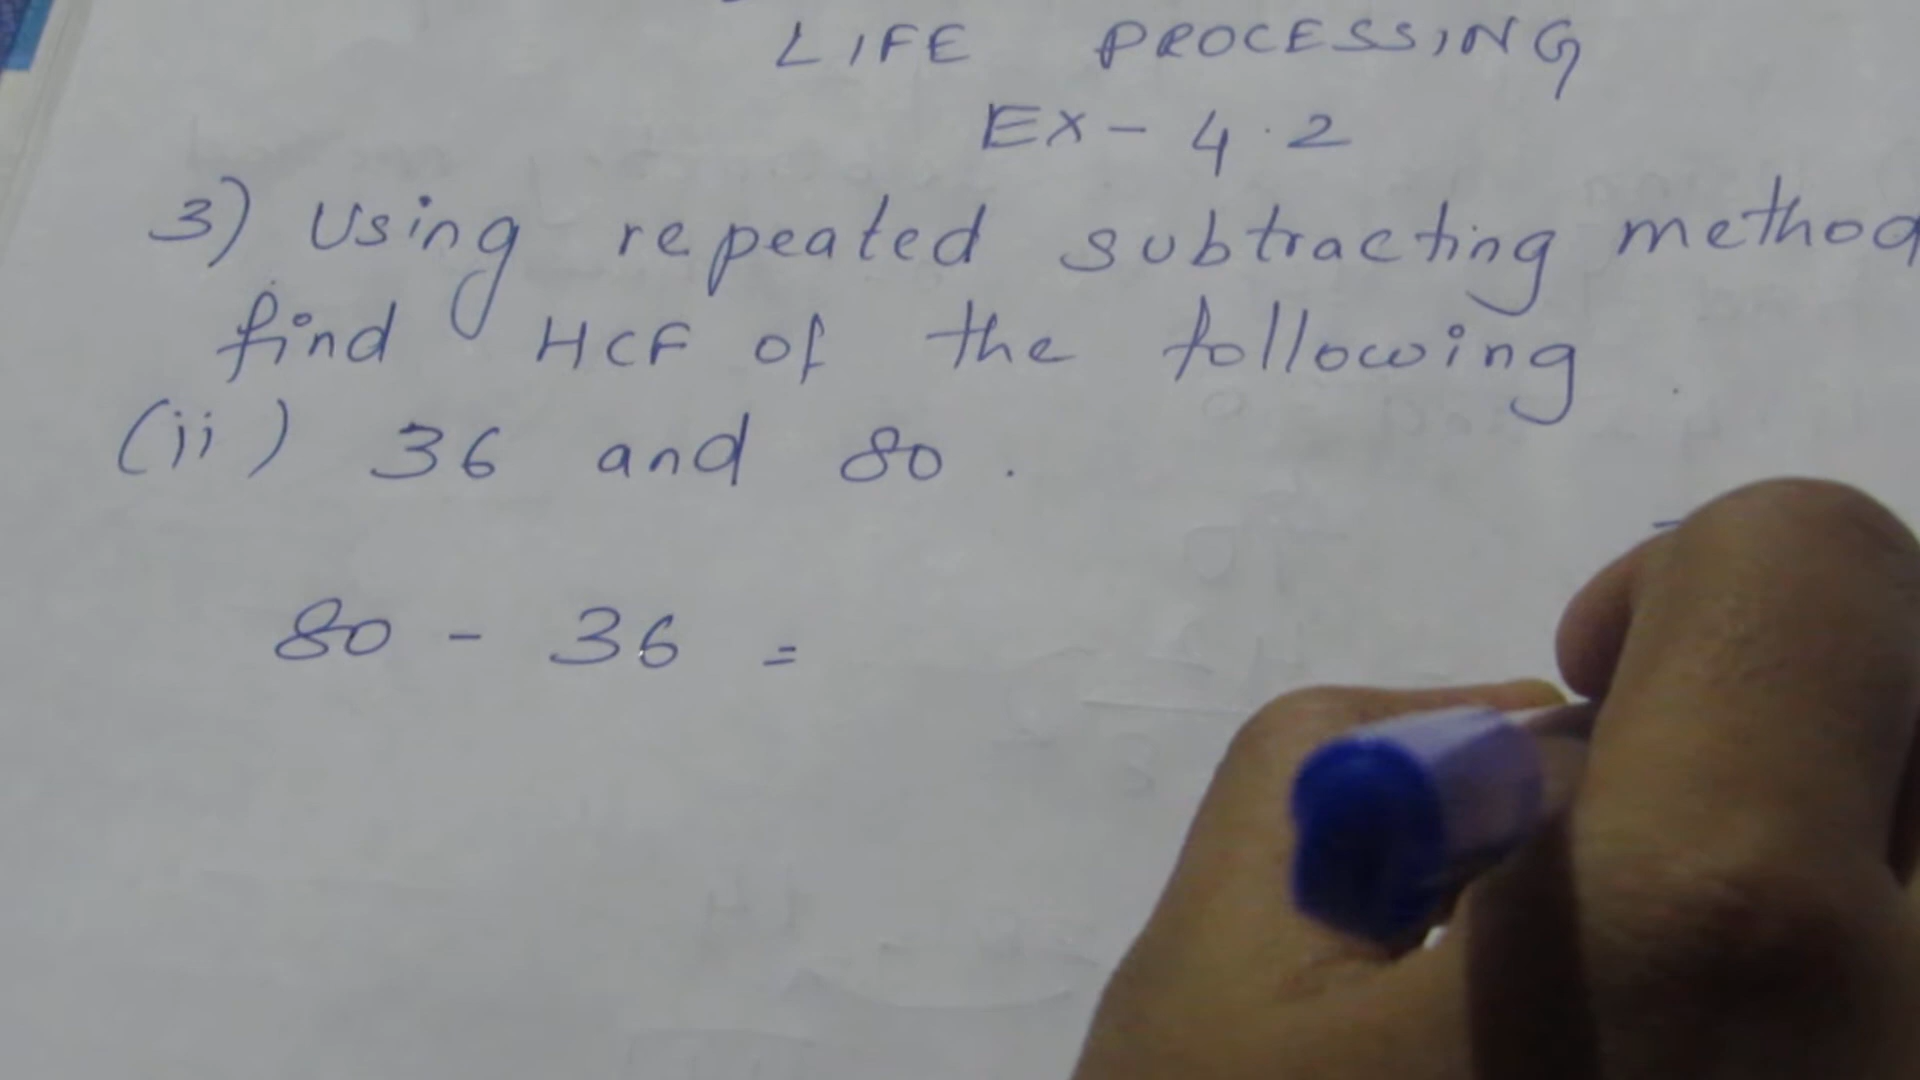 LIFE PROCESSING
EX - 4.2
3) Using repeated subtracting method
find HCF of the following
(ii) 36 and 80.
80 - 36 =